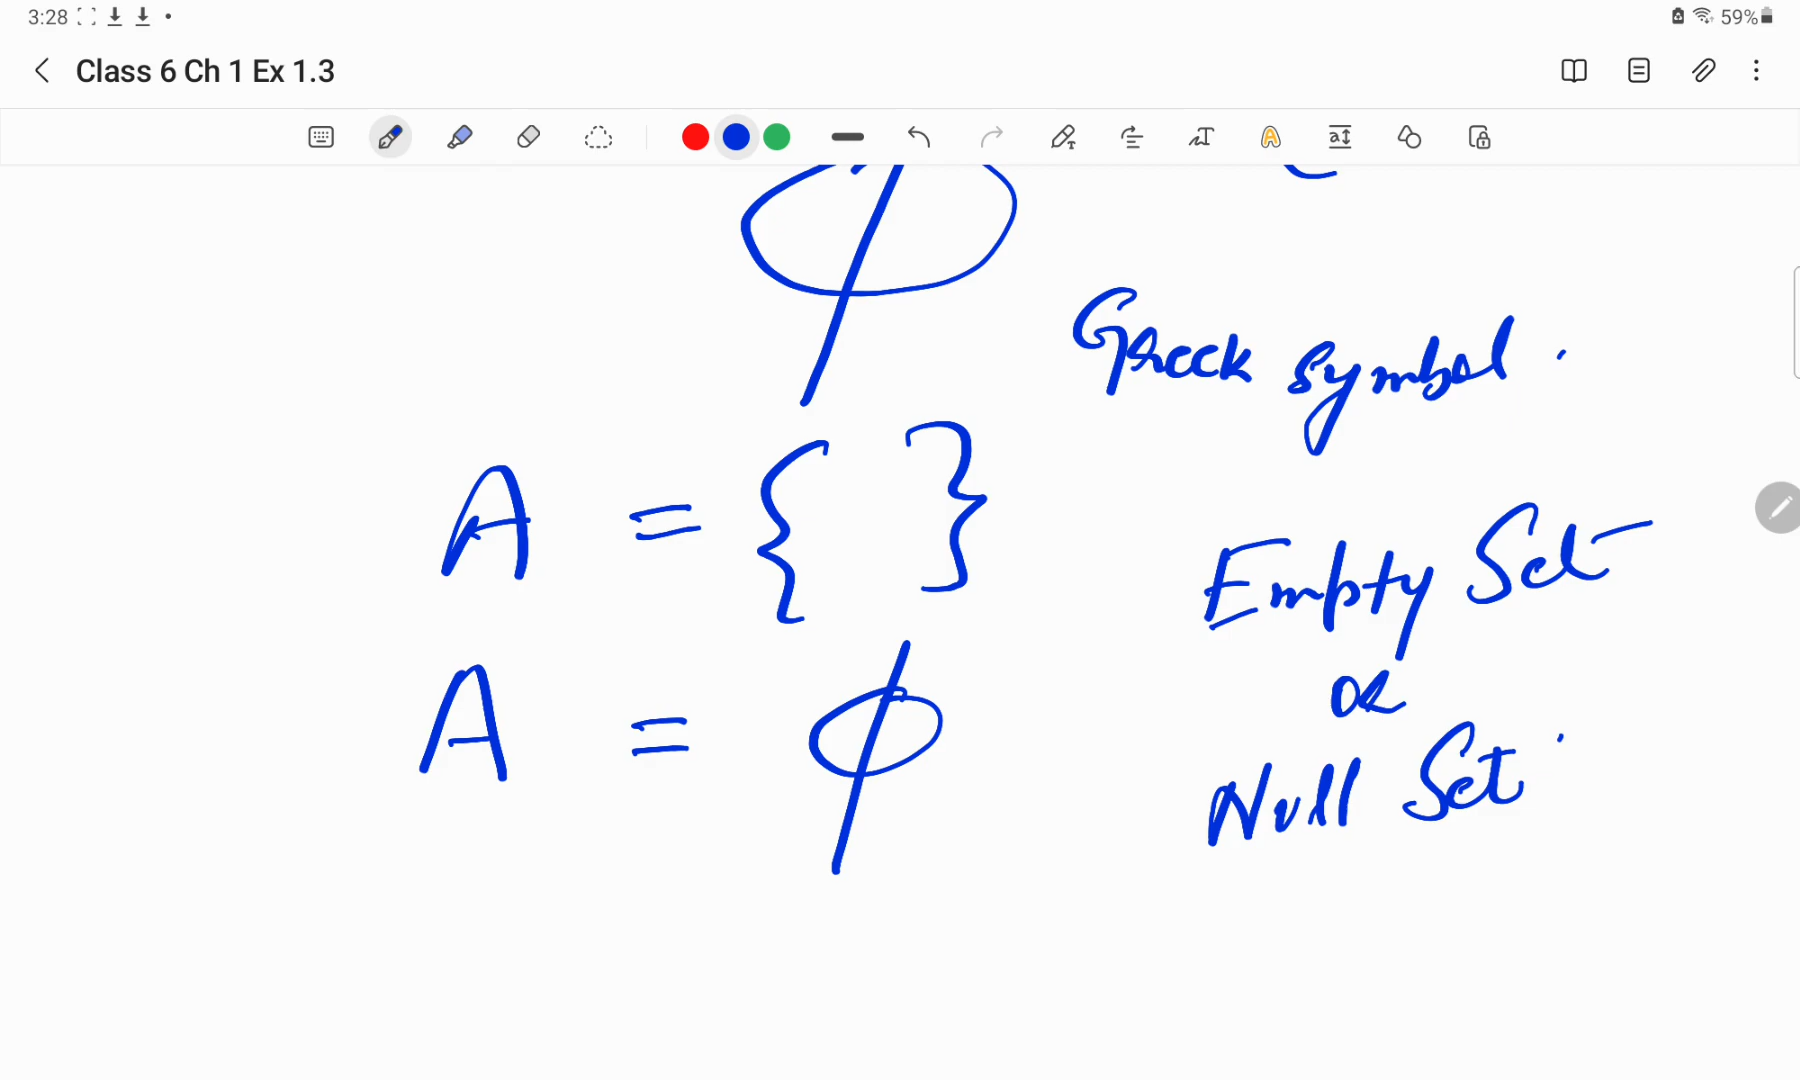 3:28
59%
Class 6 Ch 1 Ex 1.3
ϕ
Greek symbol.
A = { }
Empty Set
or
A = ϕ
Null Set.